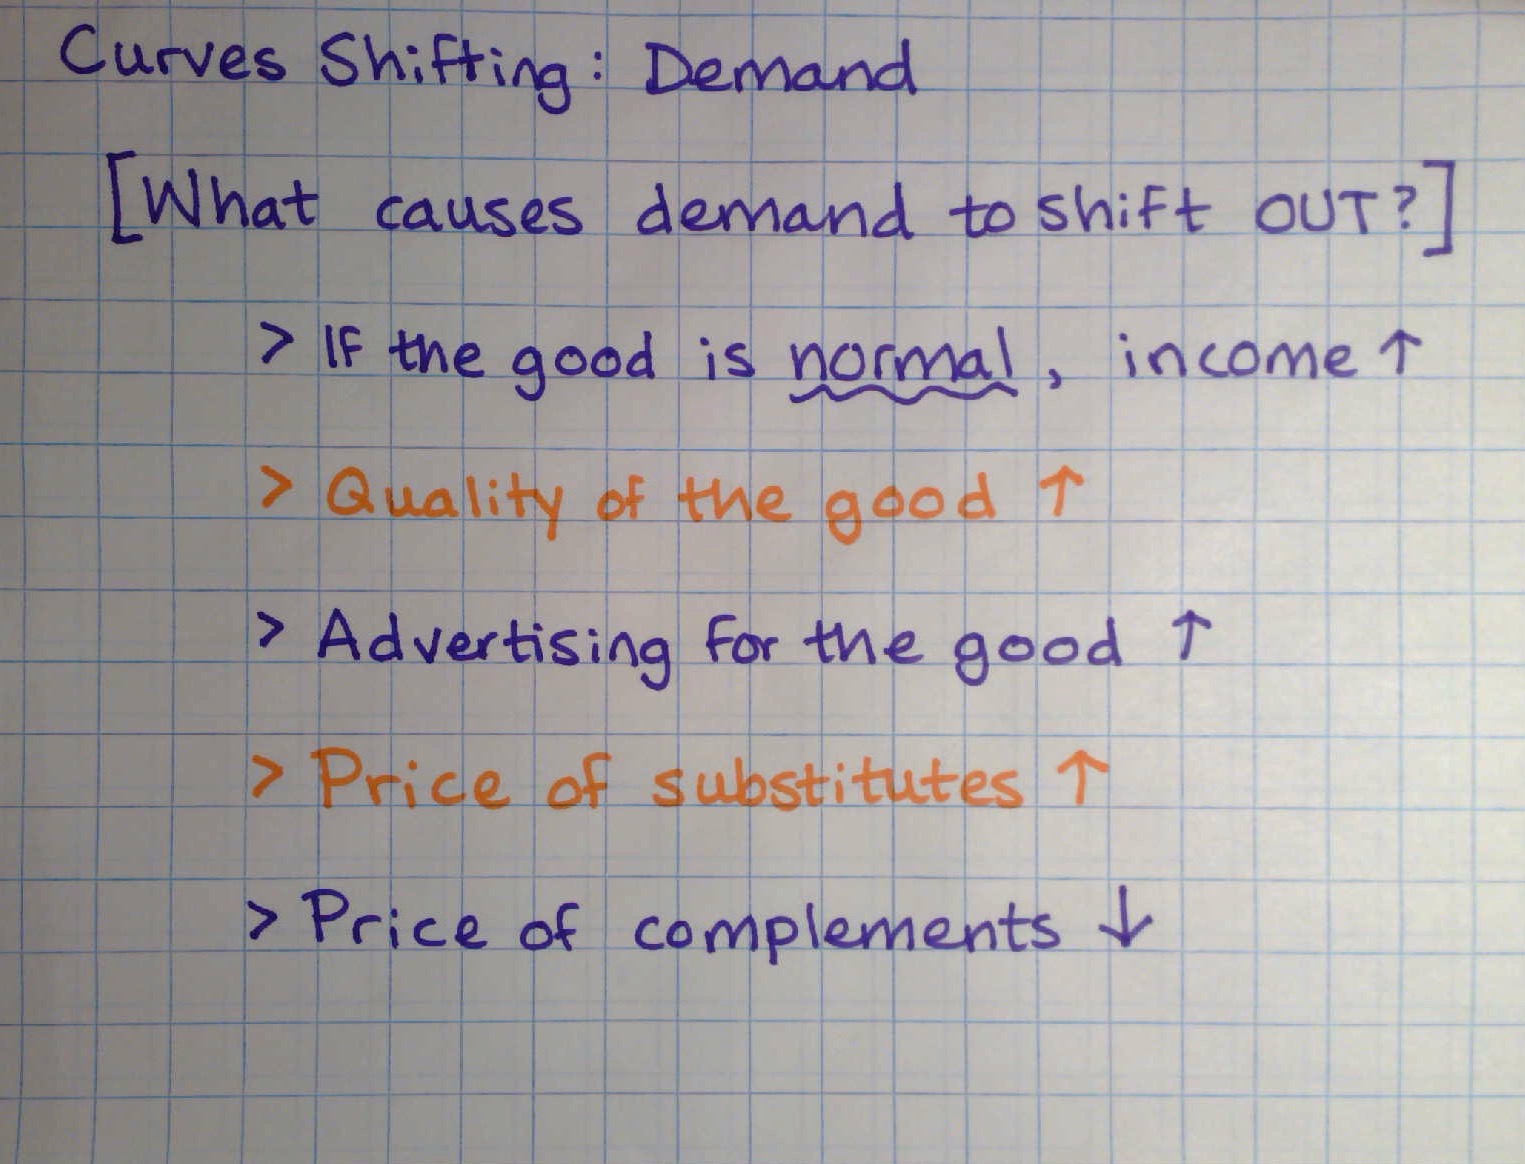 Curves Shifting: Demand
[What causes demand to shift OUT?]
> If the good is normal, income ↑
> Quality of the good ↑
> Advertising for the good ↑
> Price of substitutes ↑
> Price of complements ↓